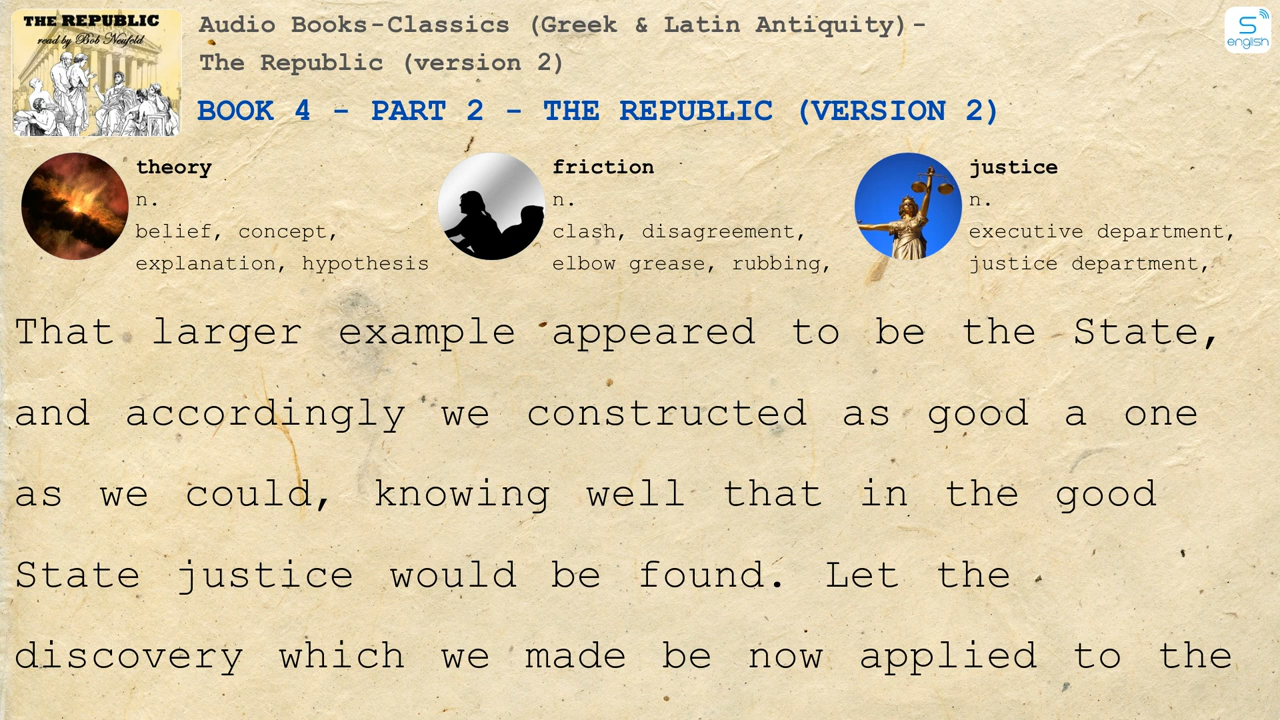 THE REPUBLIC
read by Bob Neufeld
Audio Books-Classics (Greek & Latin Antiquity)-
The Republic (version 2)
BOOK 4 - PART 2 - THE REPUBLIC (VERSION 2)
S
english
theory
n.
belief, concept,
explanation, hypothesis
friction
n.
clash, disagreement,
elbow grease, rubbing,
justice
n.
executive department,
justice department,
That larger example appeared to be the State,
and accordingly we constructed as good a one
as we could, knowing well that in the good
State justice would be found. Let the
discovery which we made be now applied to the